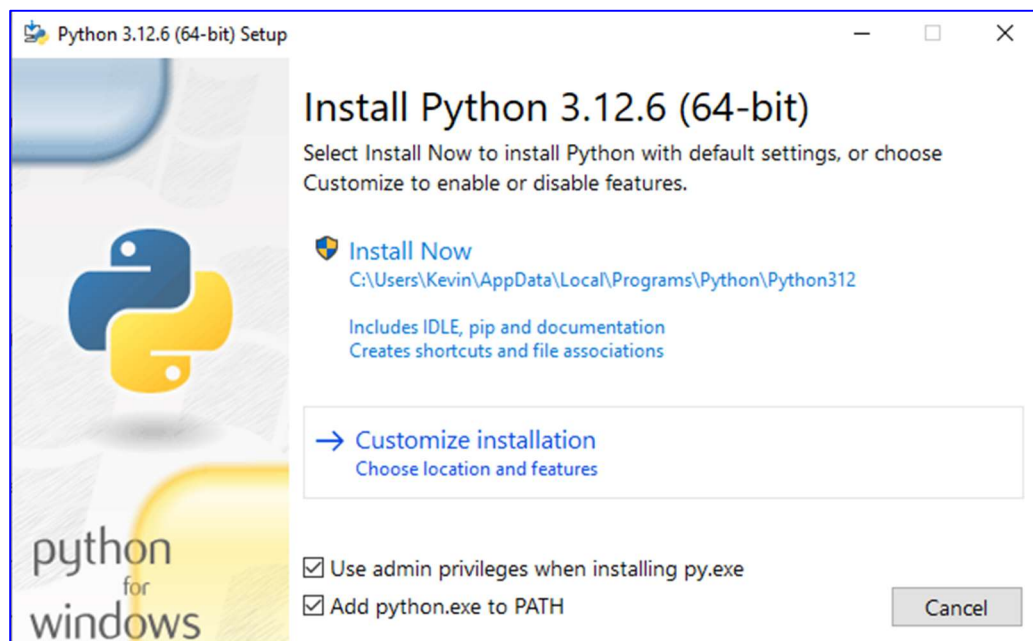 Python 3.12.6 (64-bit) Setup
Install Python 3.12.6 (64-bit)
Select Install Now to install Python with default settings, or choose
Customize to enable or disable features.
Install Now
C:\Users\Kevin\AppData\Local\Programs\Python\Python312
Includes IDLE, pip and documentation
Creates shortcuts and file associations
Customize installation
Choose location and features
Use admin privileges when installing py.exe
Add python.exe to PATH
Cancel
python
for
windows